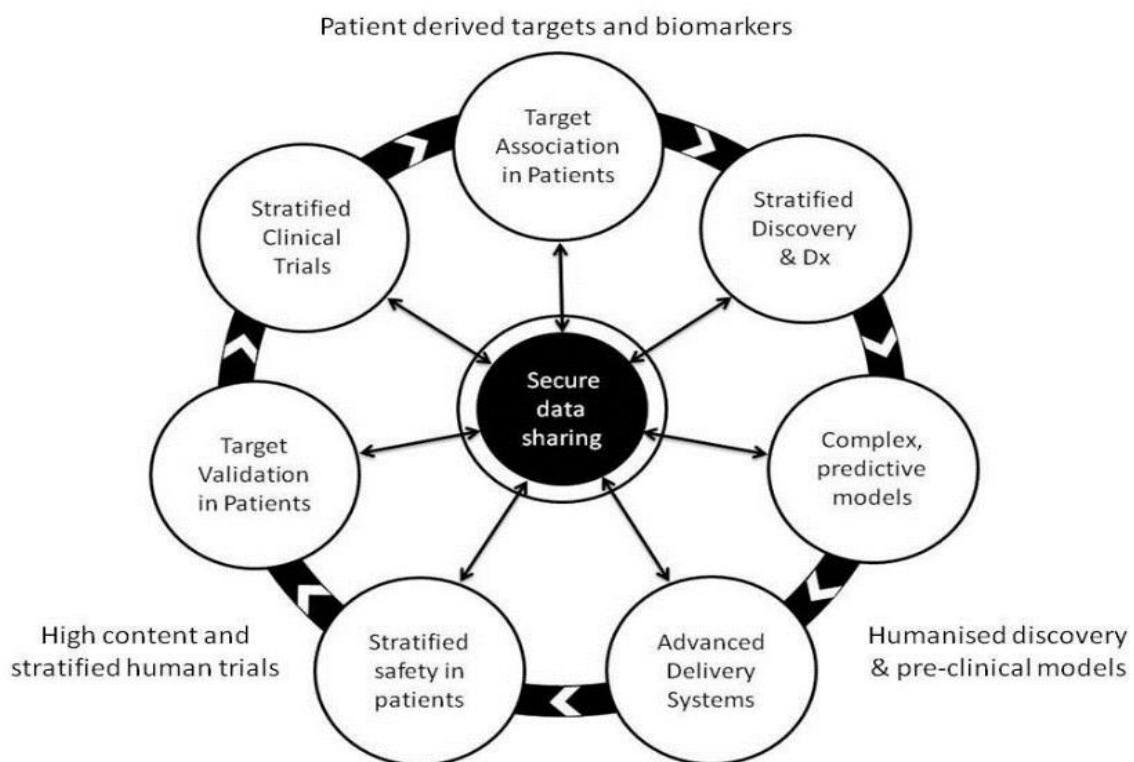 Patient derived targets and biomarkers
Target
Association
in Patients
Stratified
Discovery
& Dx
Complex,
predictive
models
Humanised discovery
& pre-clinical models
Advanced
Delivery
Systems
Stratified
safety in
patients
High content and
stratified human trials
Target
Validation
in Patients
Stratified
Clinical
Trials
Secure
data
sharing